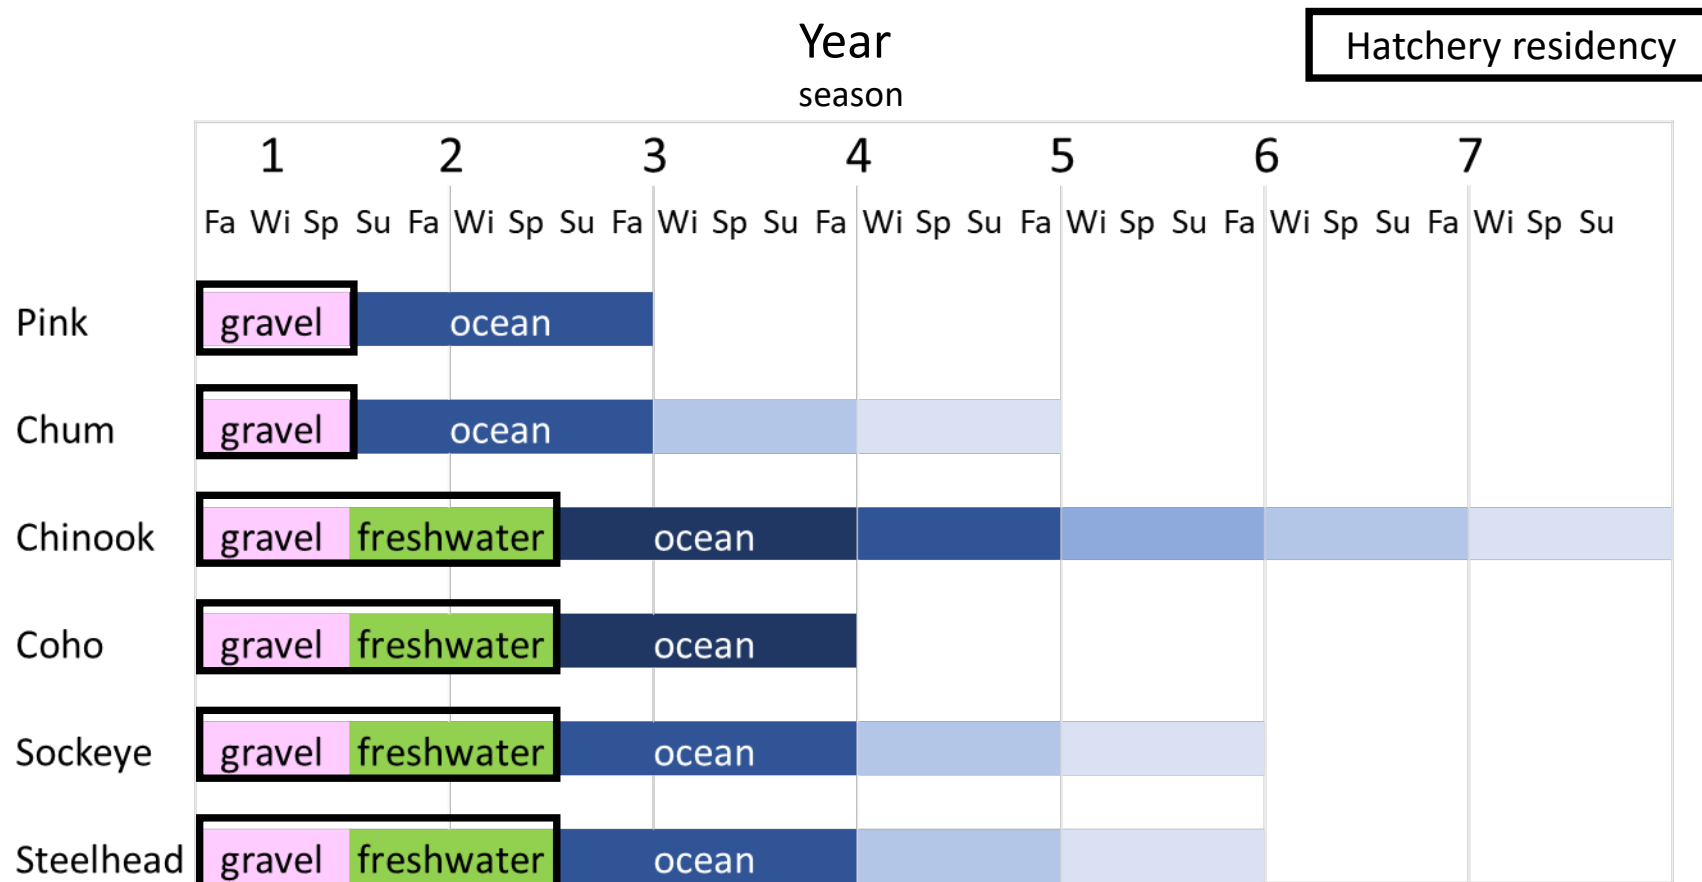 Year
Hatchery residency
season
1 2 3 4 5 6 7
Fa Wi Sp Su Fa Wi Sp Su Fa Wi Sp Su Fa Wi Sp Su Fa Wi Sp Su Fa Wi Sp Su Fa Wi Sp Su
Pink gravel ocean
Chum gravel ocean
Chinook gravel freshwater ocean
Coho gravel freshwater ocean
Sockeye gravel freshwater ocean
Steelhead gravel freshwater ocean